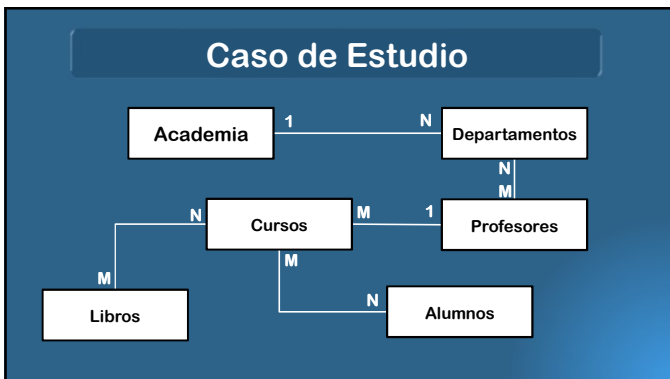 Caso de Estudio
Academia
1
N
Departamentos
N
M
N
Cursos
M
1
Profesores
M
M
N
Libros
Alumnos